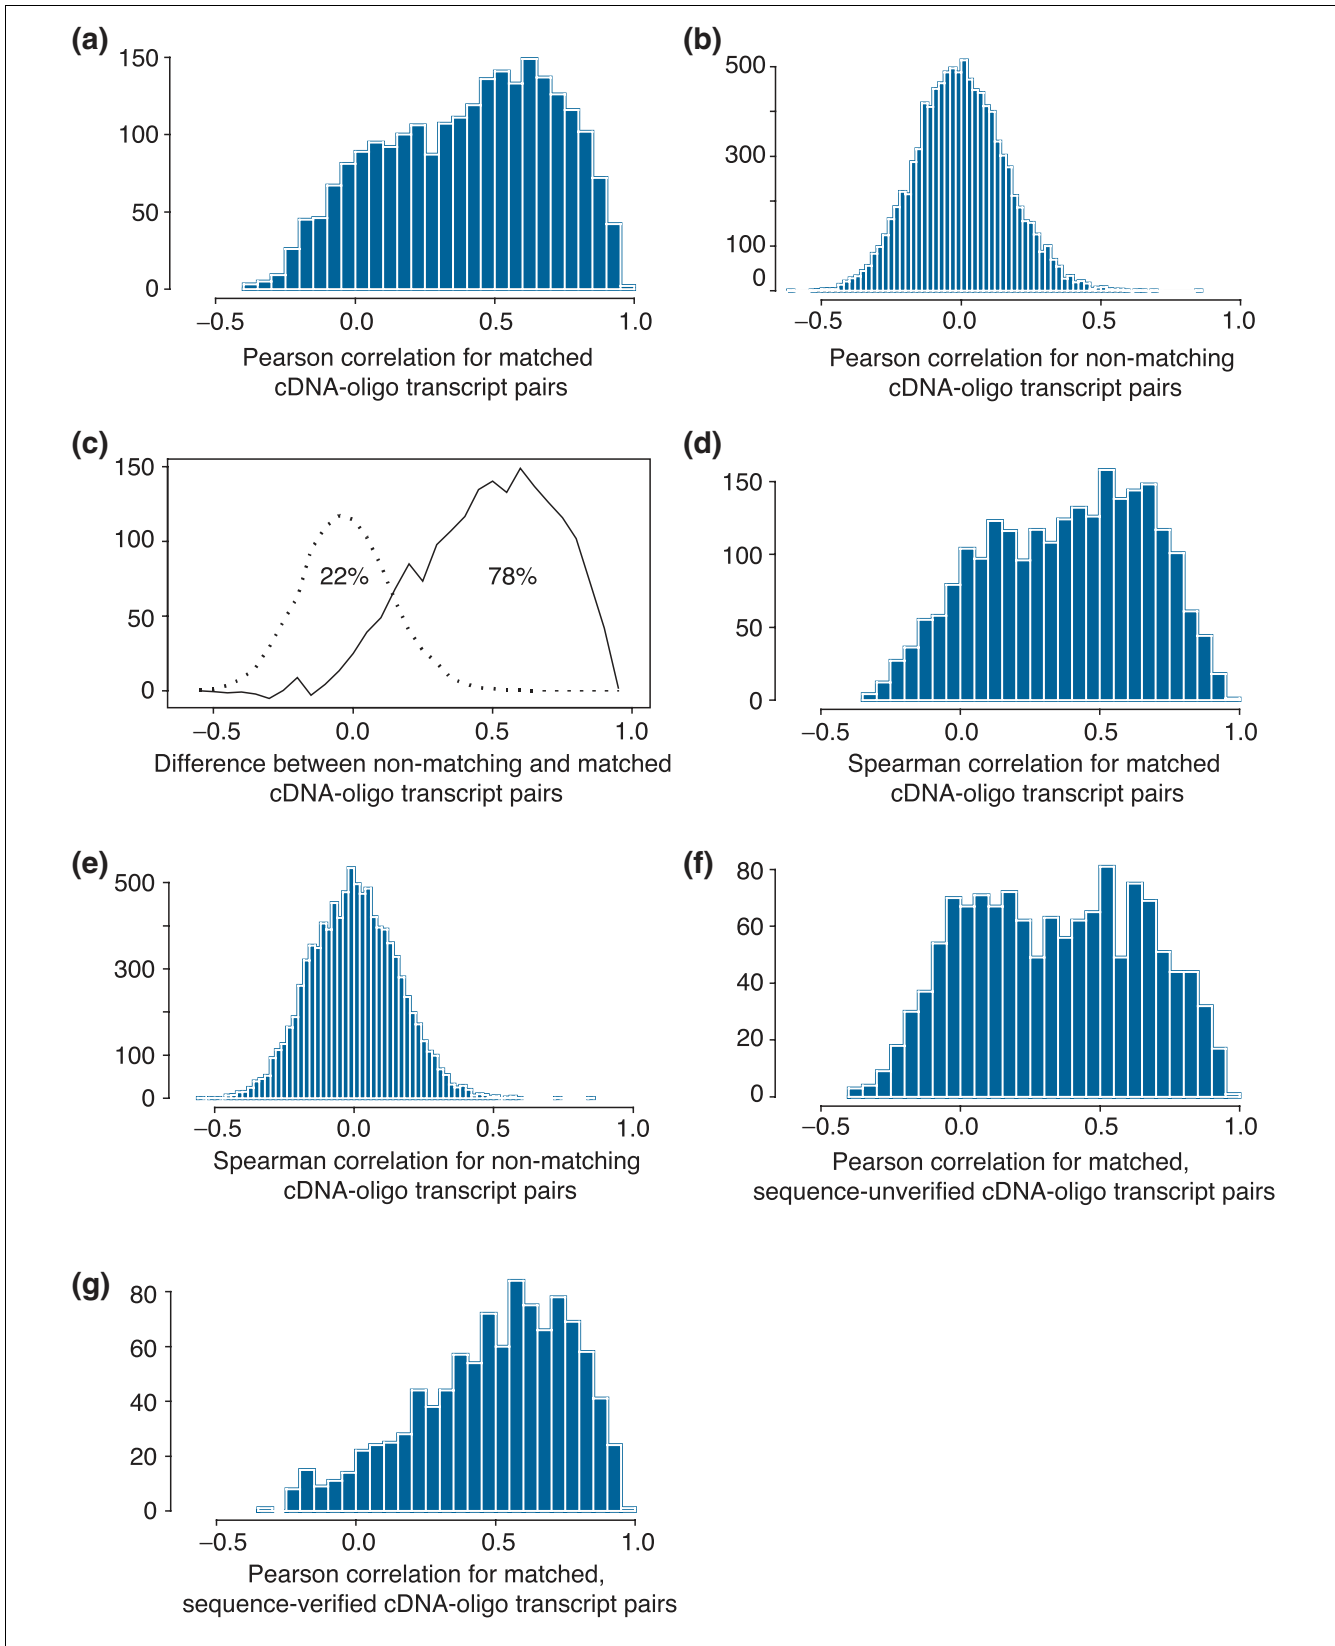 (a)
150
100
50
0
−0.5 0.0 0.5 1.0
Pearson correlation for matched
cDNA-oligo transcript pairs
(b)
500
300
100
0
−0.5 0.0 0.5 1.0
Pearson correlation for non-matching
cDNA-oligo transcript pairs
(c)
150
100
50
0
22% 78%
−0.5 0.0 0.5 1.0
Difference between non-matching and matched
cDNA-oligo transcript pairs
(d)
150
100
50
0
−0.5 0.0 0.5 1.0
Spearman correlation for matched
cDNA-oligo transcript pairs
(e)
500
300
100
0
−0.5 0.0 0.5 1.0
Spearman correlation for non-matching
cDNA-oligo transcript pairs
(f)
80
60
40
20
0
−0.5 0.0 0.5 1.0
Pearson correlation for matched,
sequence-unverified cDNA-oligo transcript pairs
(g)
80
60
40
20
0
−0.5 0.0 0.5 1.0
Pearson correlation for matched,
sequence-verified cDNA-oligo transcript pairs